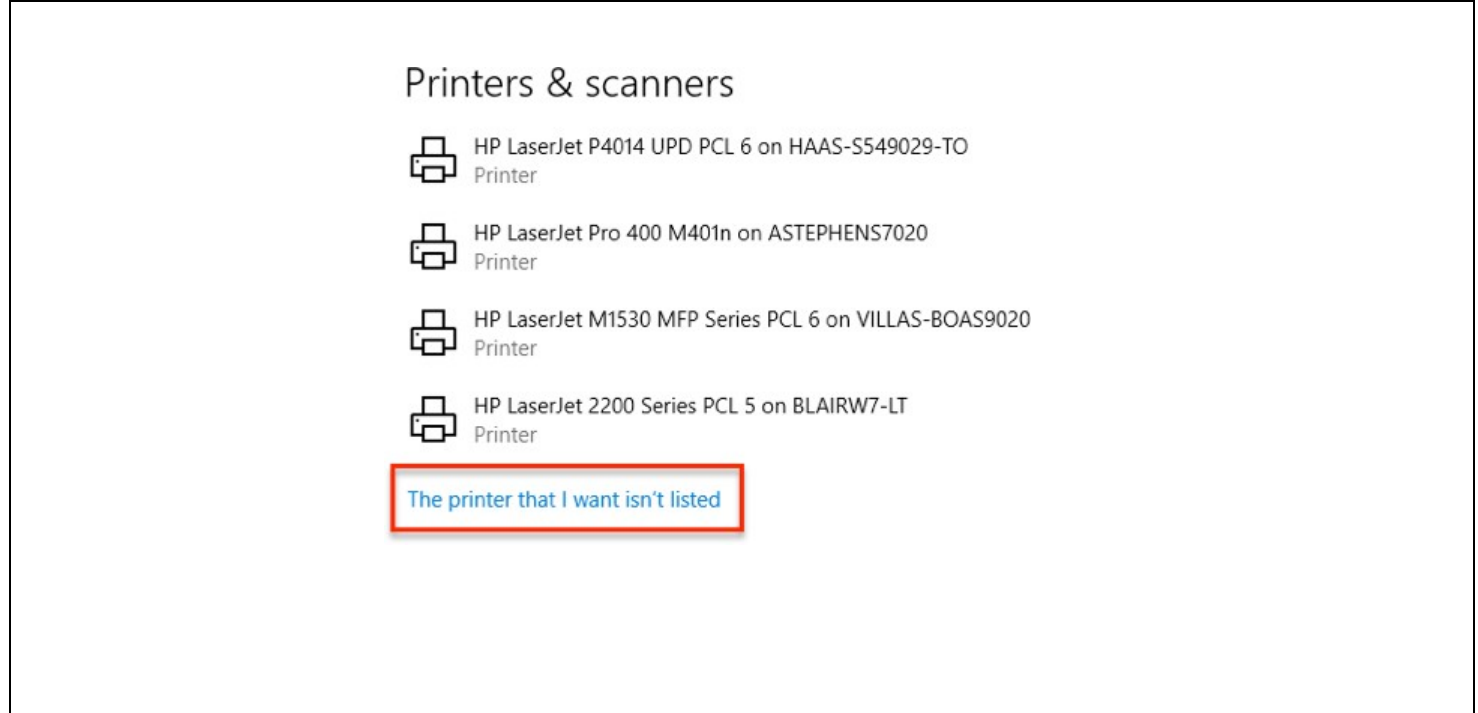 Printers & scanners
HP LaserJet P4014 UPD PCL 6 on HAAS-S549029-TO
Printer
HP LaserJet Pro 400 M401n on ASTEPHENS7020
Printer
HP LaserJet M1530 MFP Series PCL 6 on VILLAS-BOAS9020
Printer
HP LaserJet 2200 Series PCL 5 on BLAIRW7-LT
Printer
The printer that I want isn't listed